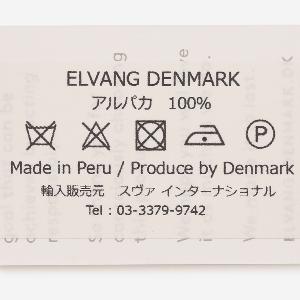 ELVANG DENMARK
アルパカ 100%
Made in Peru / Produce by Denmark
輸入販売元 スヴァ インターナショナル
Tel : 03-3379-9742